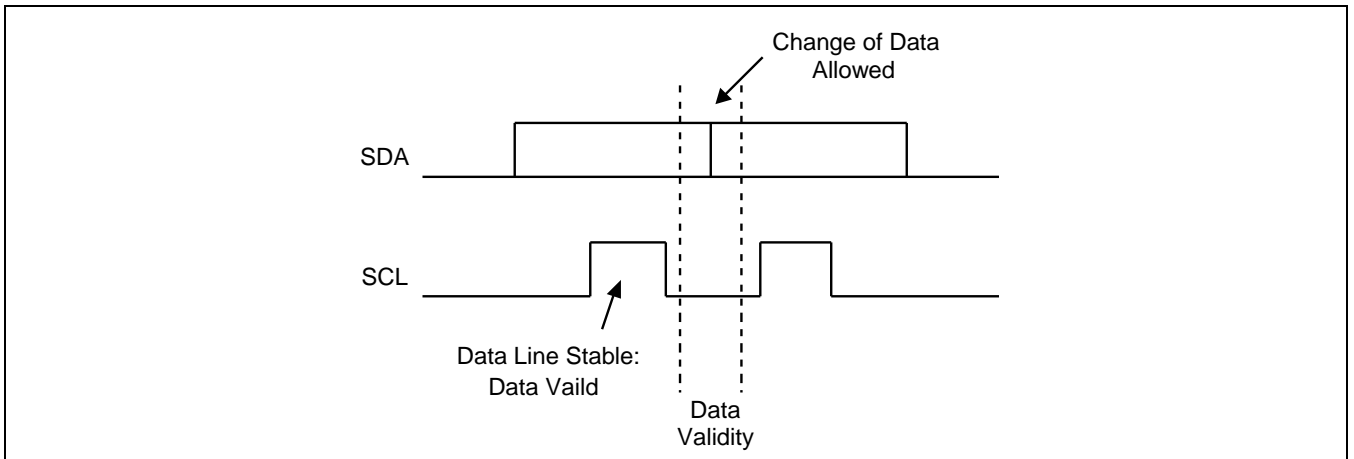 Change of Data
Allowed
SDA
SCL
Data Line Stable:
Data Vaild
Data
Validity